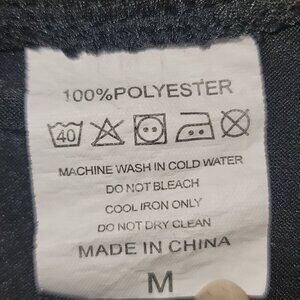 100%POLYESTER
40
MACHINE WASH IN COLD WATER
DO NOT BLEACH
COOL IRON ONLY
DO NOT DRY CLEAN
MADE IN CHINA
M